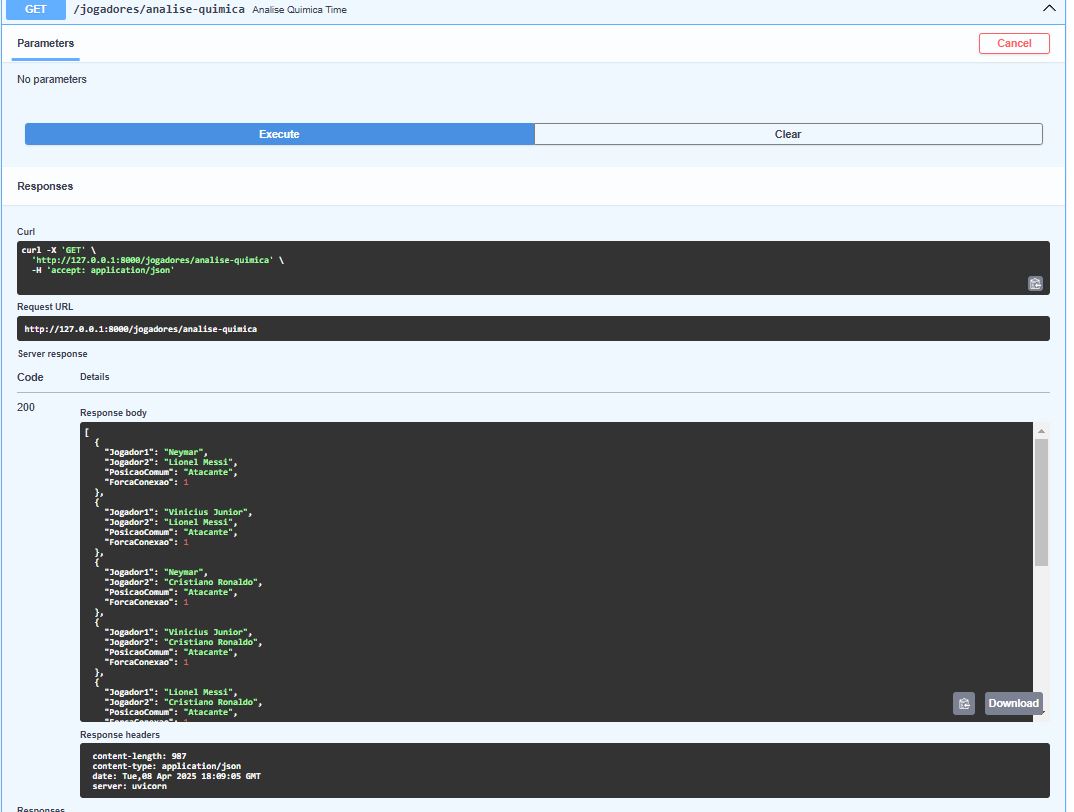 GET /jogadores/analise-quimica Analise Quimica Time
Parameters Cancel
No parameters
Execute Clear
Responses
Curl
curl -X 'GET' \
'http://127.0.0.1:8000/jogadores/analise-quimica' \
-H 'accept: application/json'
Request URL
http://127.0.0.1:8000/jogadores/analise-quimica
Server response
Code Details
200
Response body
[
{
"Jogador1": "Neymar",
"Jogador2": "Lionel Messi",
"PosicaoComum": "Atacante",
"ForcaConexao": 1
},
{
"Jogador1": "Vinicius Junior",
"Jogador2": "Lionel Messi",
"PosicaoComum": "Atacante",
"ForcaConexao": 1
},
{
"Jogador1": "Neymar",
"Jogador2": "Cristiano Ronaldo",
"PosicaoComum": "Atacante",
"ForcaConexao": 1
},
{
"Jogador1": "Vinicius Junior",
"Jogador2": "Cristiano Ronaldo",
"PosicaoComum": "Atacante",
"ForcaConexao": 1
},
{
"Jogador1": "Lionel Messi",
"Jogador2": "Cristiano Ronaldo",
"PosicaoComum": "Atacante",
"ForcaConexao": 1
Download
Response headers
content-length: 987
content-type: application/json
date: Tue,08 Apr 2025 18:09:05 GMT
server: uvicorn
Responses